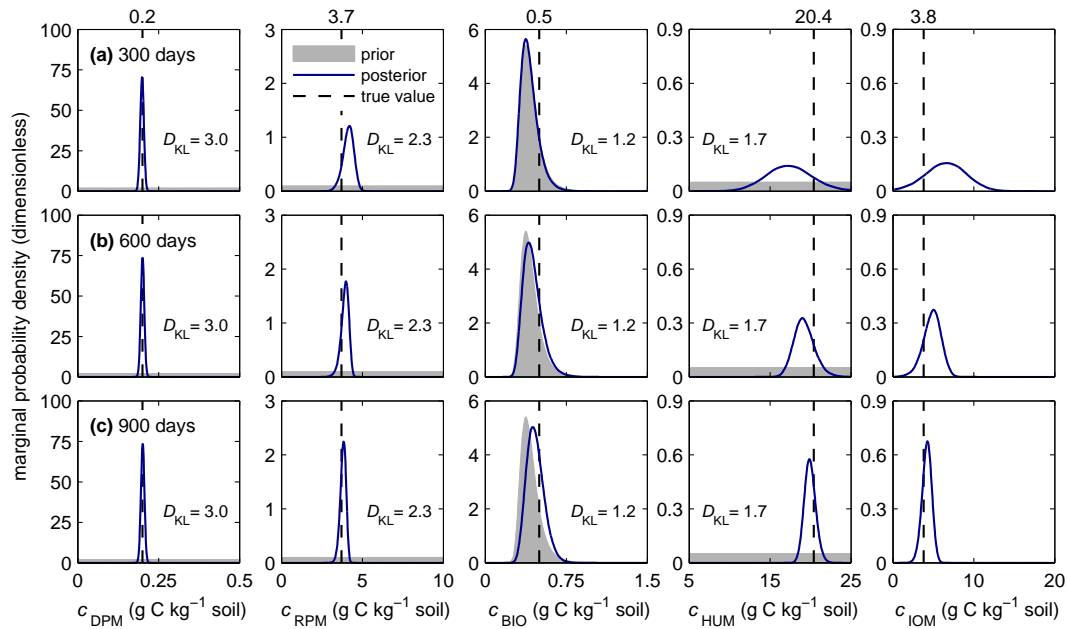 0.2 3.7 0.5 20.4 3.8
marginal probability density (dimensionless)
(a) 300 days
100
75
50
25
0
D_KL = 3.0
3
2
1
0
prior
posterior
true value
D_KL = 2.3
6
4
2
0
D_KL = 1.2
0.9
0.6
0.3
0
D_KL = 1.7
0.9
0.6
0.3
0
(b) 600 days
100
75
50
25
0
D_KL = 3.0
3
2
1
0
D_KL = 2.3
6
4
2
0
D_KL = 1.2
0.9
0.6
0.3
0
D_KL = 1.7
0.9
0.6
0.3
0
(c) 900 days
100
75
50
25
0
D_KL = 3.0
3
2
1
0
D_KL = 2.3
6
4
2
0
D_KL = 1.2
0.9
0.6
0.3
0
D_KL = 1.7
0.9
0.6
0.3
0
0 0.2 0.4 0.5
0 5 10
0 0.75 1.5
5 15 25
0 10 20
c_DPM (g C kg⁻¹ soil)
c_RPM (g C kg⁻¹ soil)
c_BIO (g C kg⁻¹ soil)
c_HUM (g C kg⁻¹ soil)
c_IOM (g C kg⁻¹ soil)